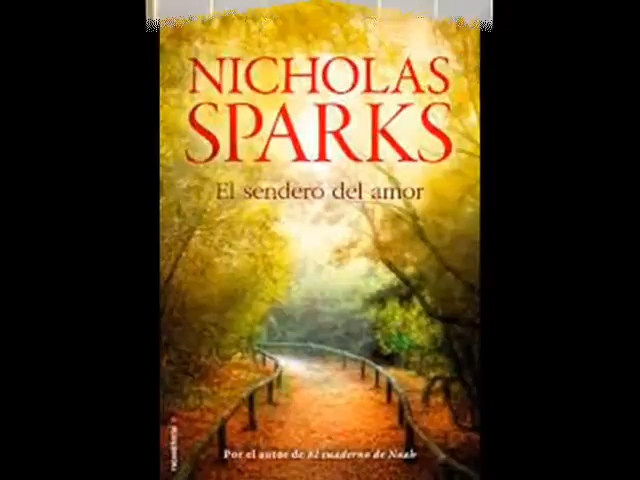 NICHOLAS
SPARKS
El sendero del amor
Por el autor de El cuaderno de Noah